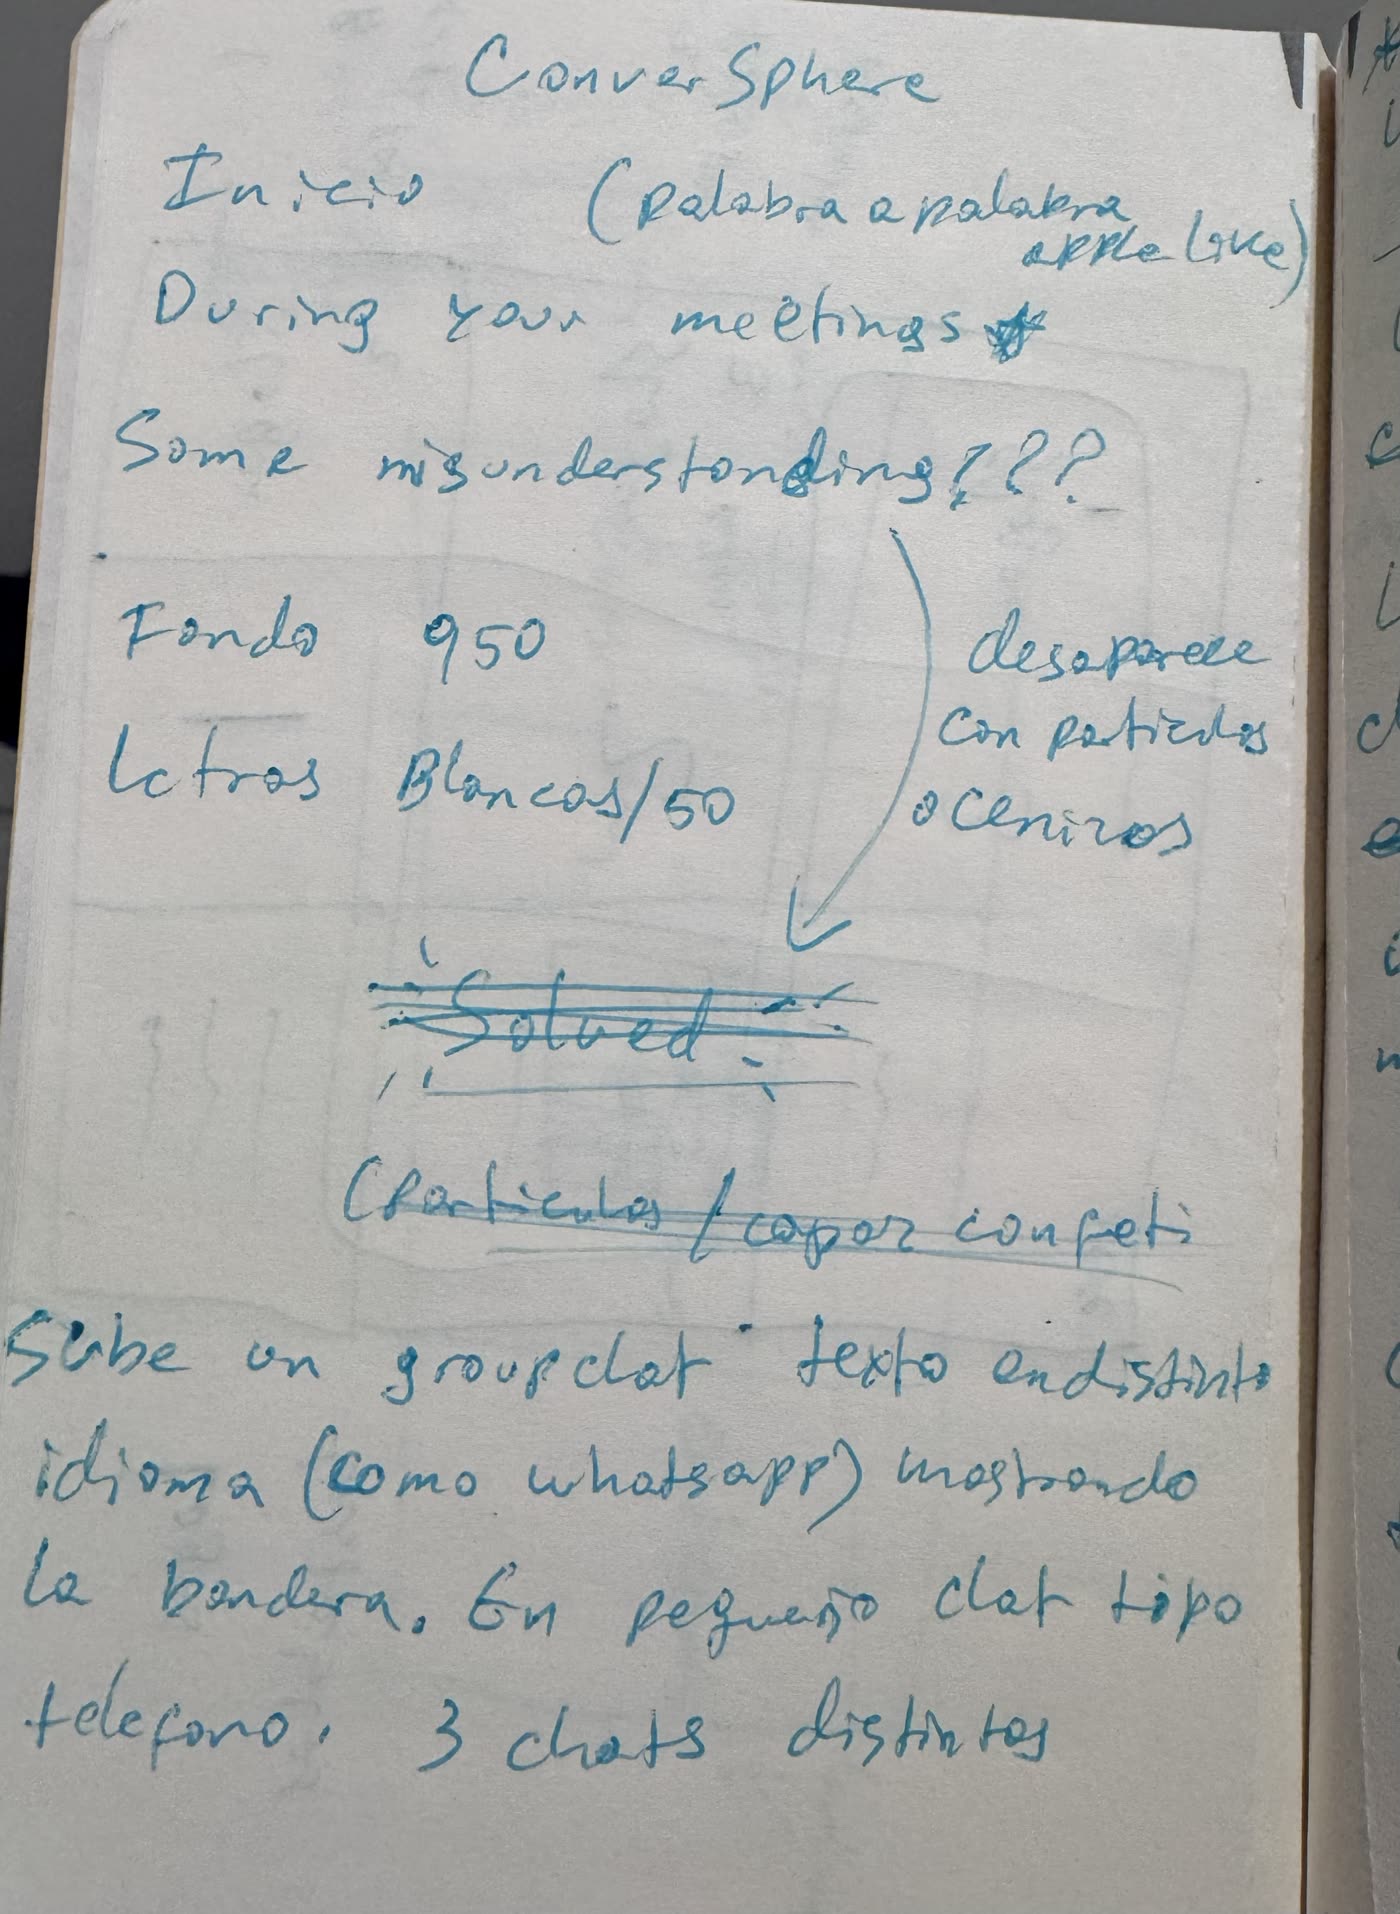 ConverSphere
Inicio (palabra a palabra
apple like)
During your meetings
Some misunderstanding???
Fondo 950
desaparece
con particulas
Letras Blancas/50
o cenizas
Solved
(particulas / capar confeti
Sube un groupchat texto en distinto
idioma (como whatsapp) mostrando
la bandera. En pequeño chat tipo
telefono. 3 chats distintos